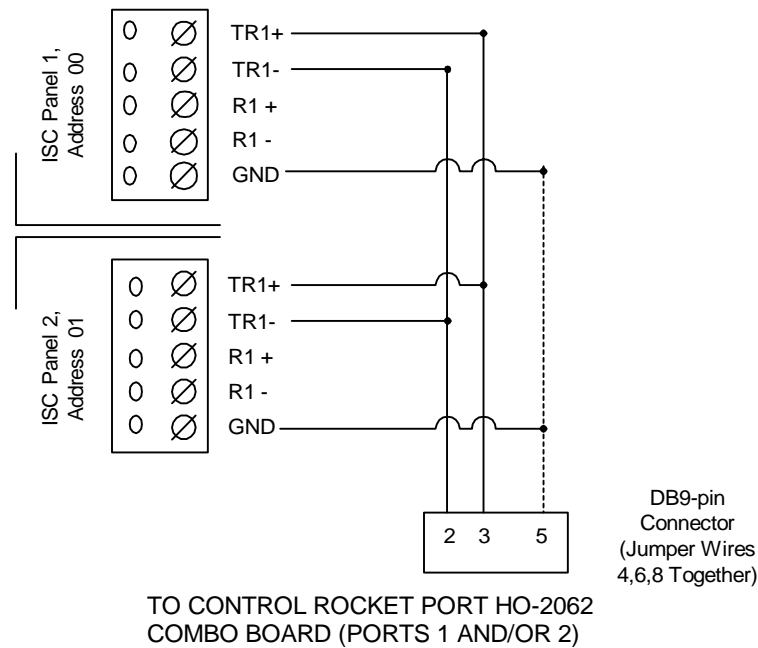 ISC Panel 1,
Address 00
TR1+
TR1-
R1 +
R1 -
GND
ISC Panel 2,
Address 01
TR1+
TR1-
R1 +
R1 -
GND
2 3 5
DB9-pin
Connector
(Jumper Wires
4,6,8 Together)
TO CONTROL ROCKET PORT HO-2062
COMBO BOARD (PORTS 1 AND/OR 2)